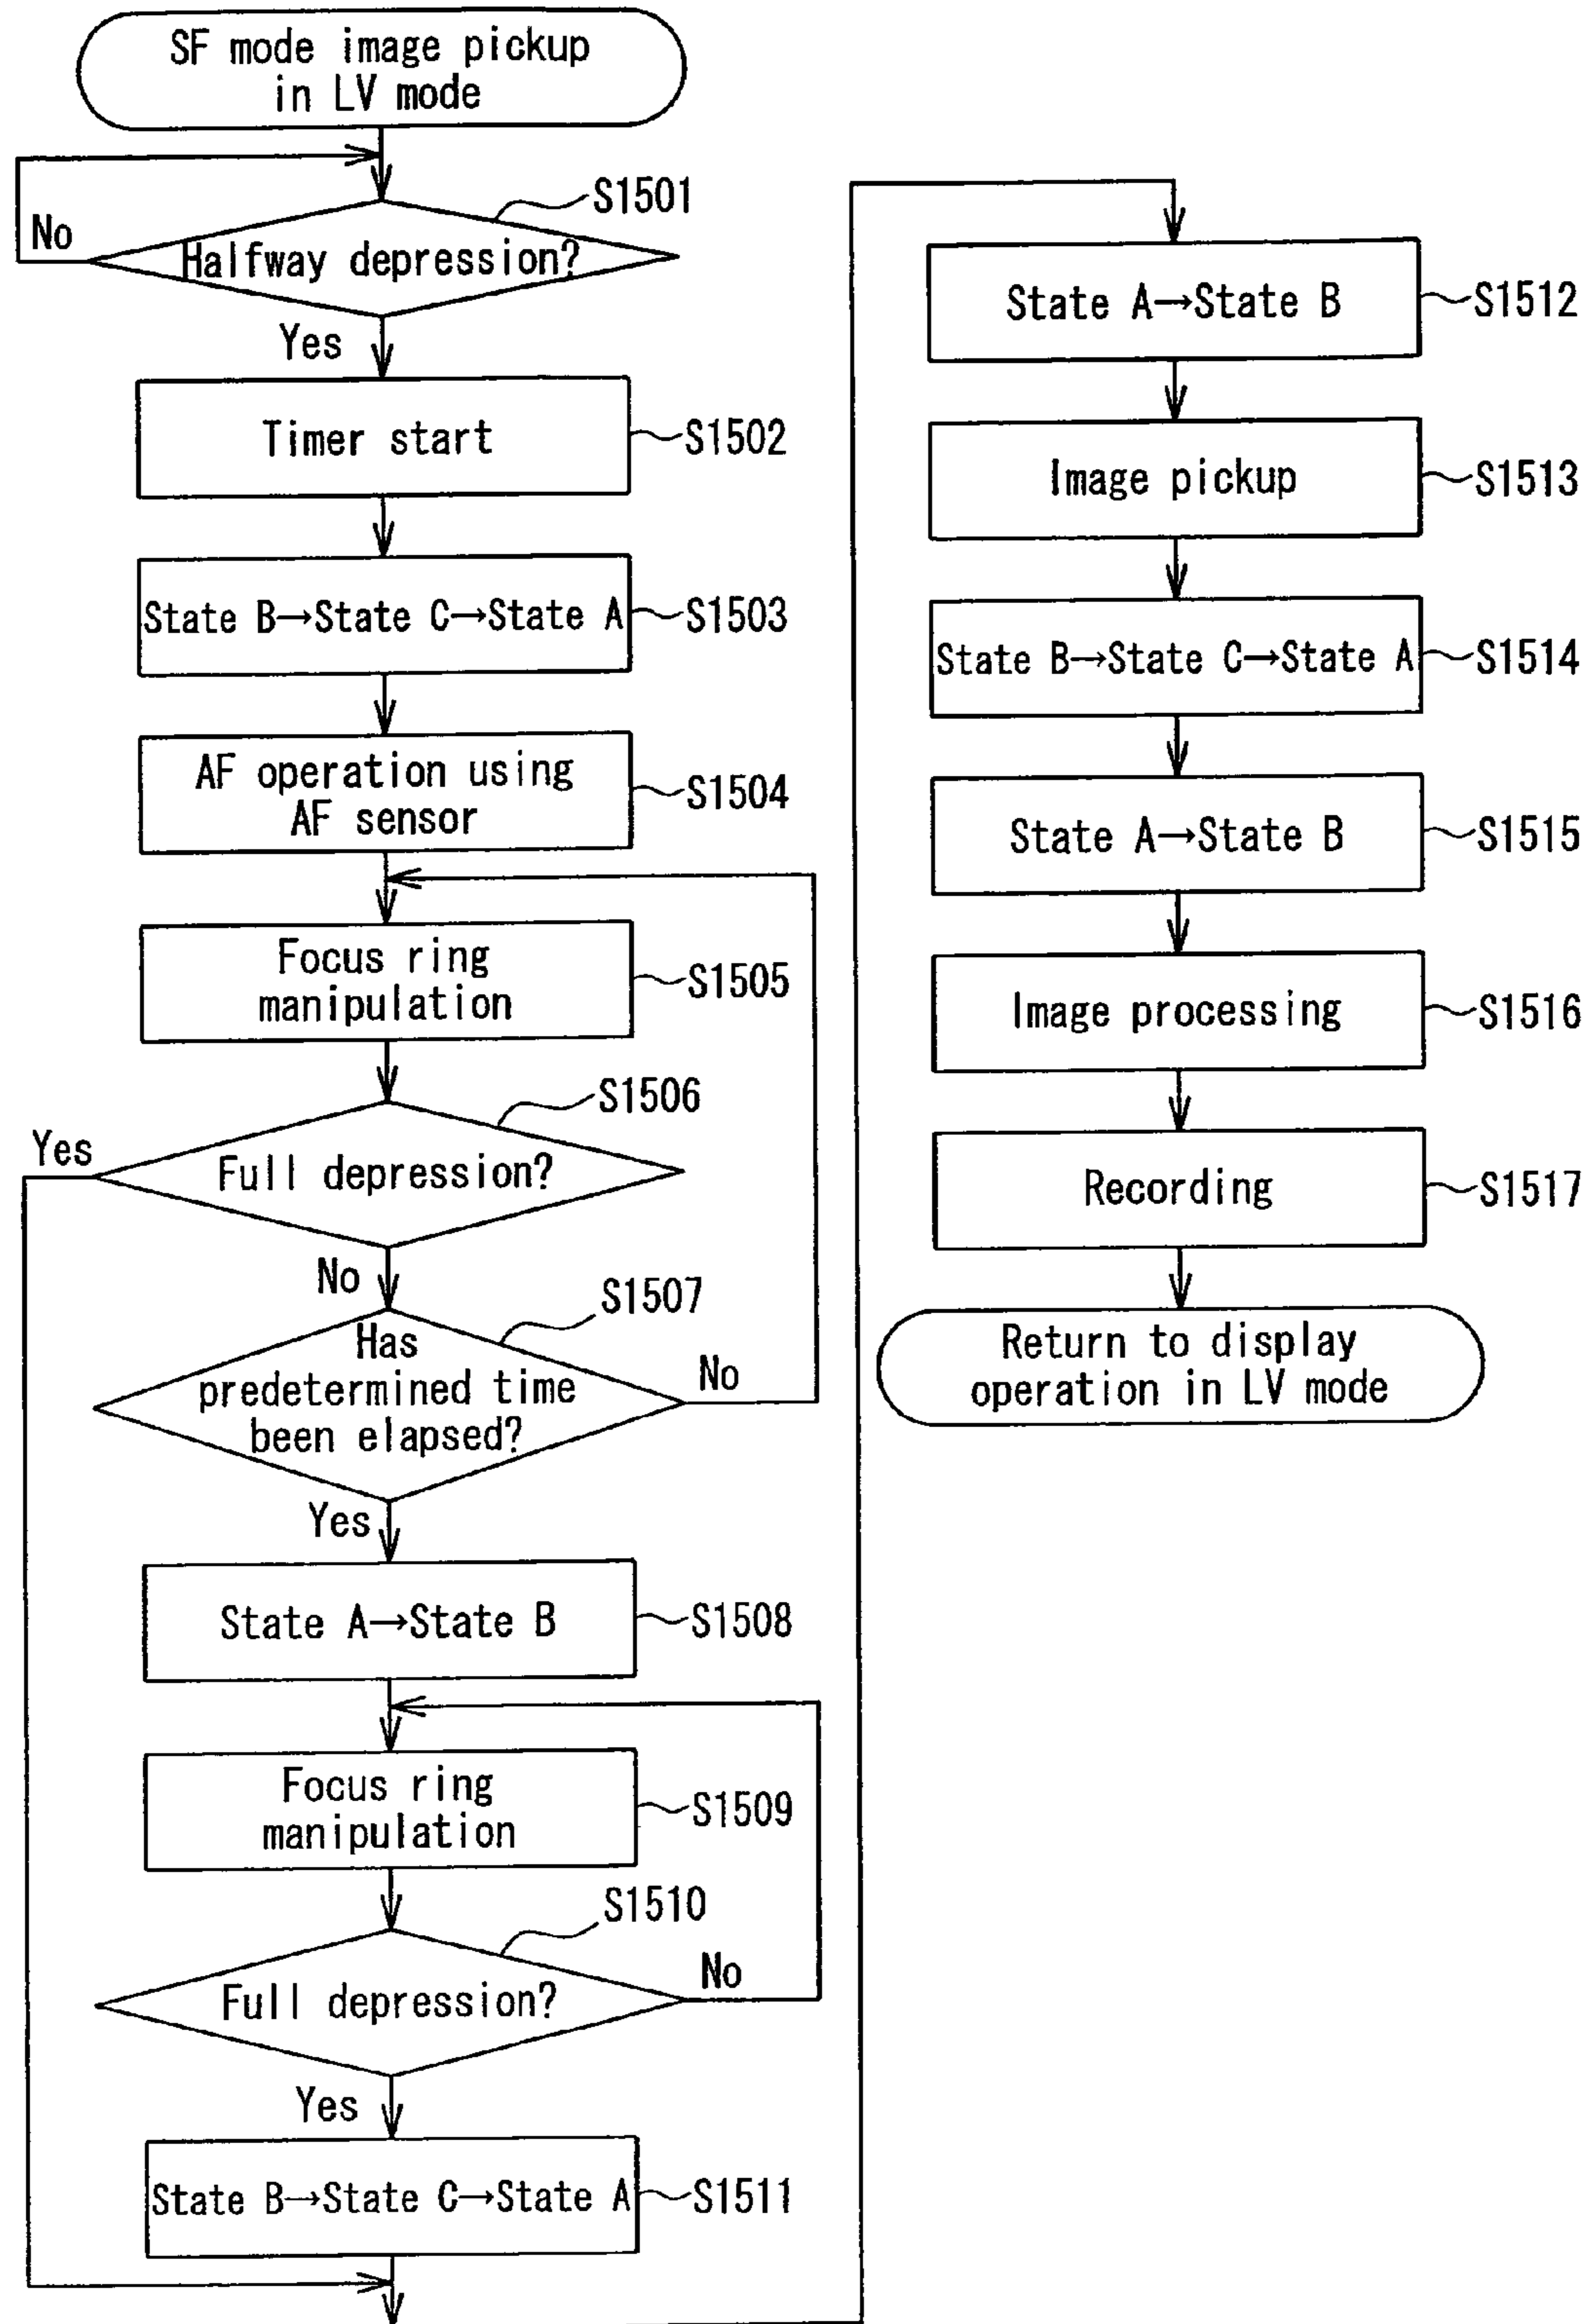 SF mode image pickup
in LV mode
S1501
No
Halfway depression?
Yes
Timer start
S1502
State B→State C→State A
S1503
AF operation using
AF sensor
S1504
Focus ring
manipulation
S1505
S1506
Yes
Full depression?
No
S1507
Has
predetermined time
been elapsed?
No
Yes
State A→State B
S1508
Focus ring
manipulation
S1509
S1510
Full depression?
No
Yes
State B→State C→State A
S1511
State A→State B
S1512
Image pickup
S1513
State B→State C→State A
S1514
State A→State B
S1515
Image processing
S1516
Recording
S1517
Return to display
operation in LV mode